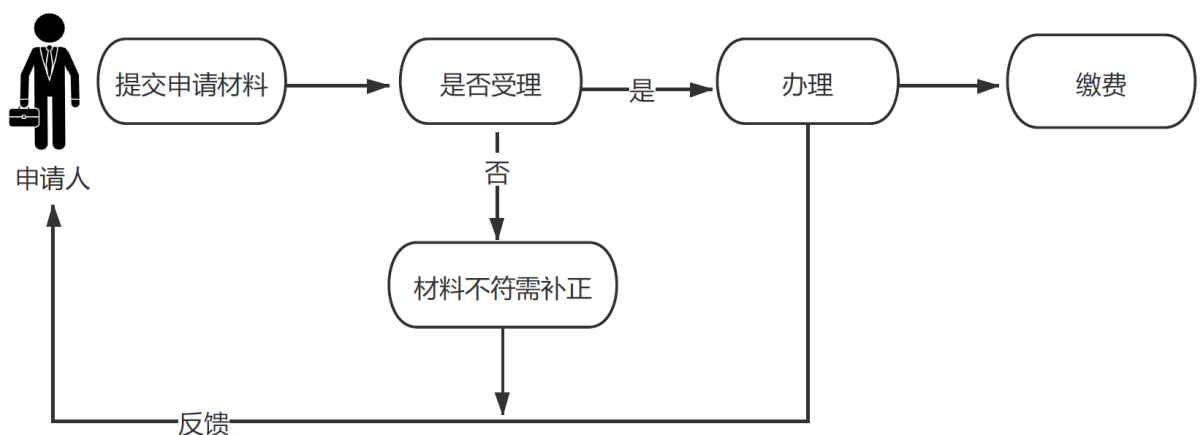 提交申请材料
是否受理
是
办理
缴费
申请人
否
材料不符需补正
反馈